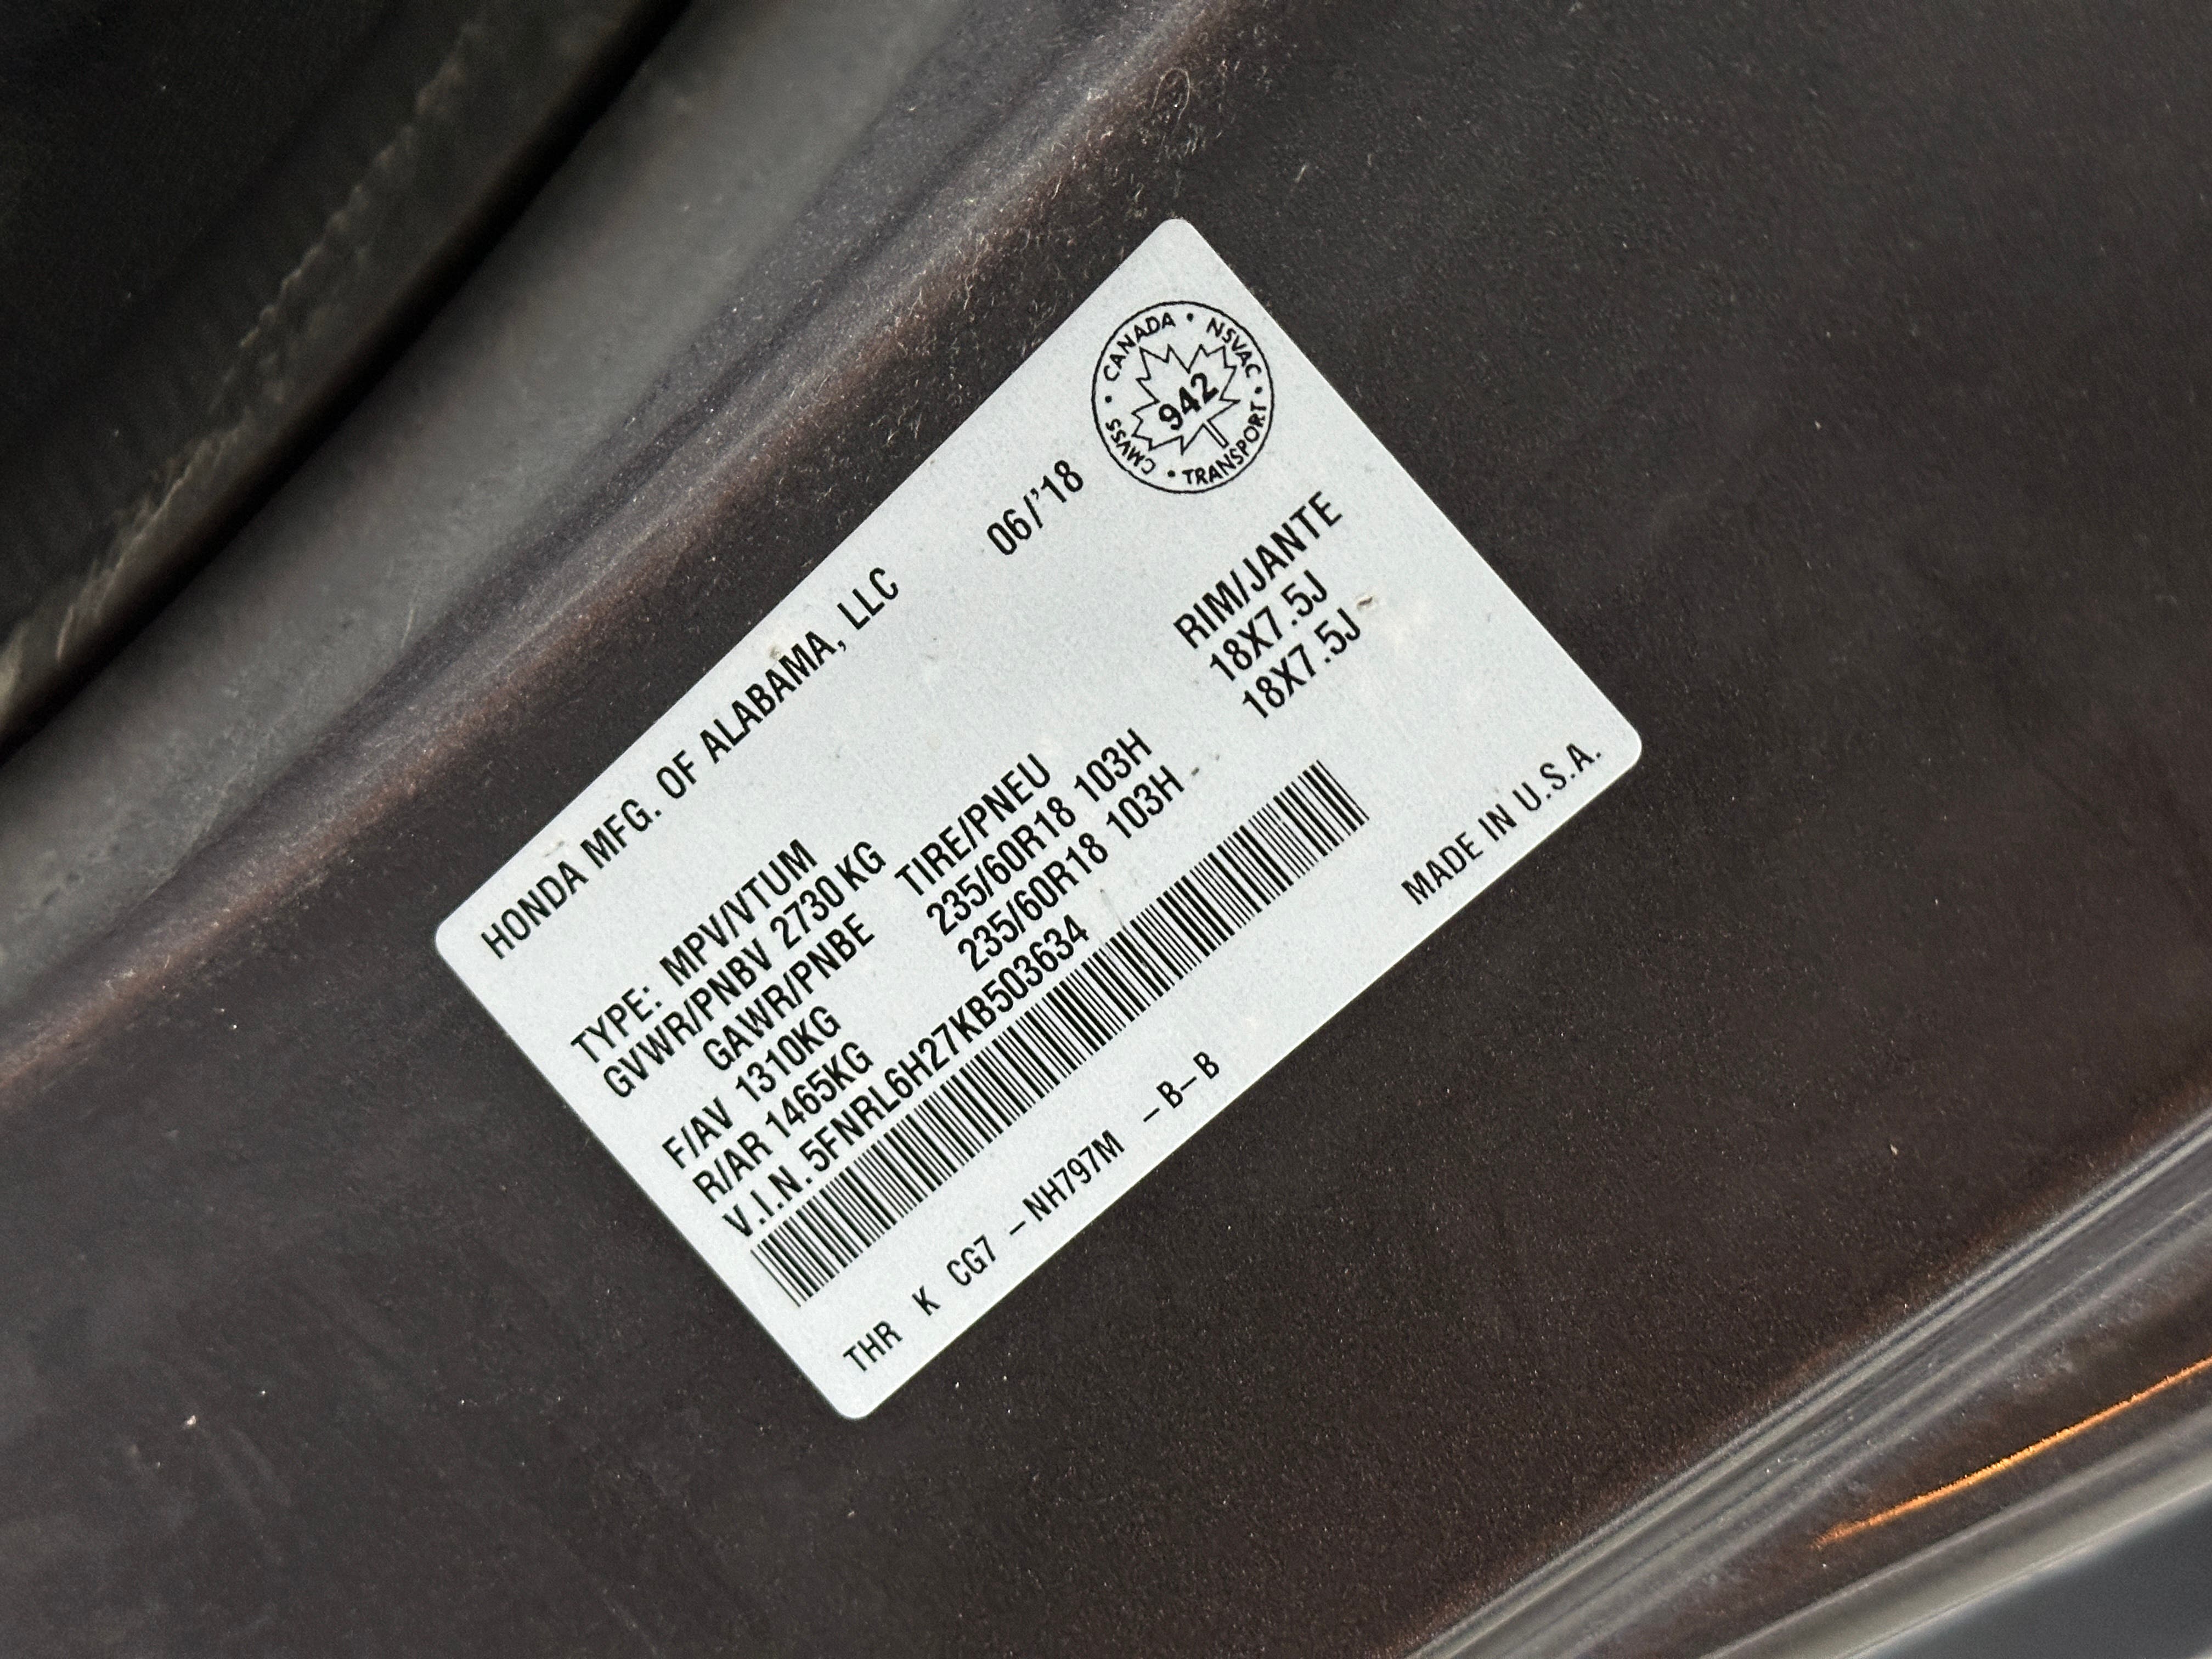 HONDA MFG. OF ALABAMA, LLC 06/'18
CANADA • NSVAC • TRANSPORT • CMVSS •
942
TYPE: MPV/VTUM
GVWR/PNBV 2730 KG
GAWR/PNBE TIRE/PNEU RIM/JANTE
F/AV 1310KG 235/60R18 103H 18X7.5J
R/AR 1465KG 235/60R18 103H 18X7.5J
V.I.N. 5FNRL6H27KB503634
THR K CG7 – NH797M – B– B MADE IN U.S.A.